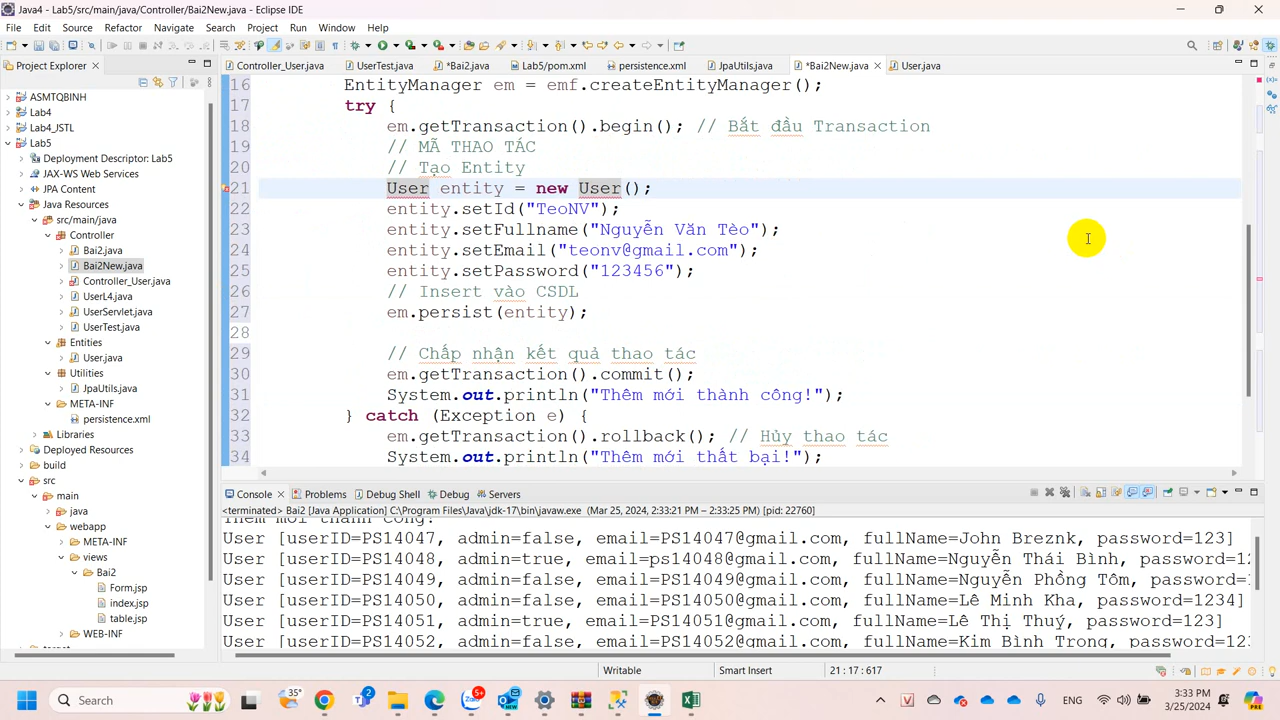 Java4 - Lab5/src/main/java/Controller/Bai2New.java - Eclipse IDE
File Edit Source Refactor Navigate Search Project Run Window Help
Project Explorer
Controller_User.java UserTest.java *Bai2.java Lab5/pom.xml persistence.xml JpaUtils.java *Bai2New.java User.java
ASMTQBINH
Lab4
Lab4_JSTL
Lab5
Deployment Descriptor: Lab5
JAX-WS Web Services
JPA Content
Java Resources
src/main/java
Controller
Bai2.java
Bai2New.java
Controller_User.java
UserL4.java
UserServlet.java
UserTest.java
Entities
User.java
Utilities
JpaUtils.java
META-INF
persistence.xml
Libraries
Deployed Resources
build
src
main
java
webapp
META-INF
views
Bai2
Form.jsp
index.jsp
table.jsp
WEB-INF
16 EntityManager em = emf.createEntityManager();
17 try {
18 em.getTransaction().begin(); // Bắt đầu Transaction
19 // MÃ THAO TÁC
20 // Tạo Entity
21 User entity = new User();
22 entity.setId("TeoNV");
23 entity.setFullname("Nguyễn Văn Tèo");
24 entity.setEmail("teonv@gmail.com");
25 entity.setPassword("123456");
26 // Insert vào CSDL
27 em.persist(entity);
28
29 // Chấp nhận kết quả thao tác
30 em.getTransaction().commit();
31 System.out.println("Thêm mới thành công!");
32 } catch (Exception e) {
33 em.getTransaction().rollback(); // Hủy thao tác
34 System.out.println("Thêm mới thất bại!");
Console Problems Debug Shell Debug Servers
<terminated> Bai2 [Java Application] C:\Program Files\Java\jdk-17\bin\javaw.exe (Mar 25, 2024, 2:33:21 PM – 2:33:25 PM) [pid: 22760]
Thêm mới thành công!
User [userID=PS14047, admin=false, email=PS14047@gmail.com, fullName=John Breznk, password=123]
User [userID=PS14048, admin=true, email=ps14048@gmail.com, fullName=Nguyễn Thái Bình, password=12
User [userID=PS14049, admin=false, email=PS14049@gmail.com, fullName=Nguyễn Phồng Tôm, password=1
User [userID=PS14050, admin=false, email=PS14050@gmail.com, fullName=Lê Minh Kha, password=1234]
User [userID=PS14051, admin=true, email=PS14051@gmail.com, fullName=Lê Thị Thuý, password=123]
User [userID=PS14052, admin=false, email=PS14052@gmail.com, fullName=Kim Bình Trong, password=123
Writable Smart Insert 21 : 17 : 617
Search 35° 2 5+ ENG 3:33 PM
3/25/2024